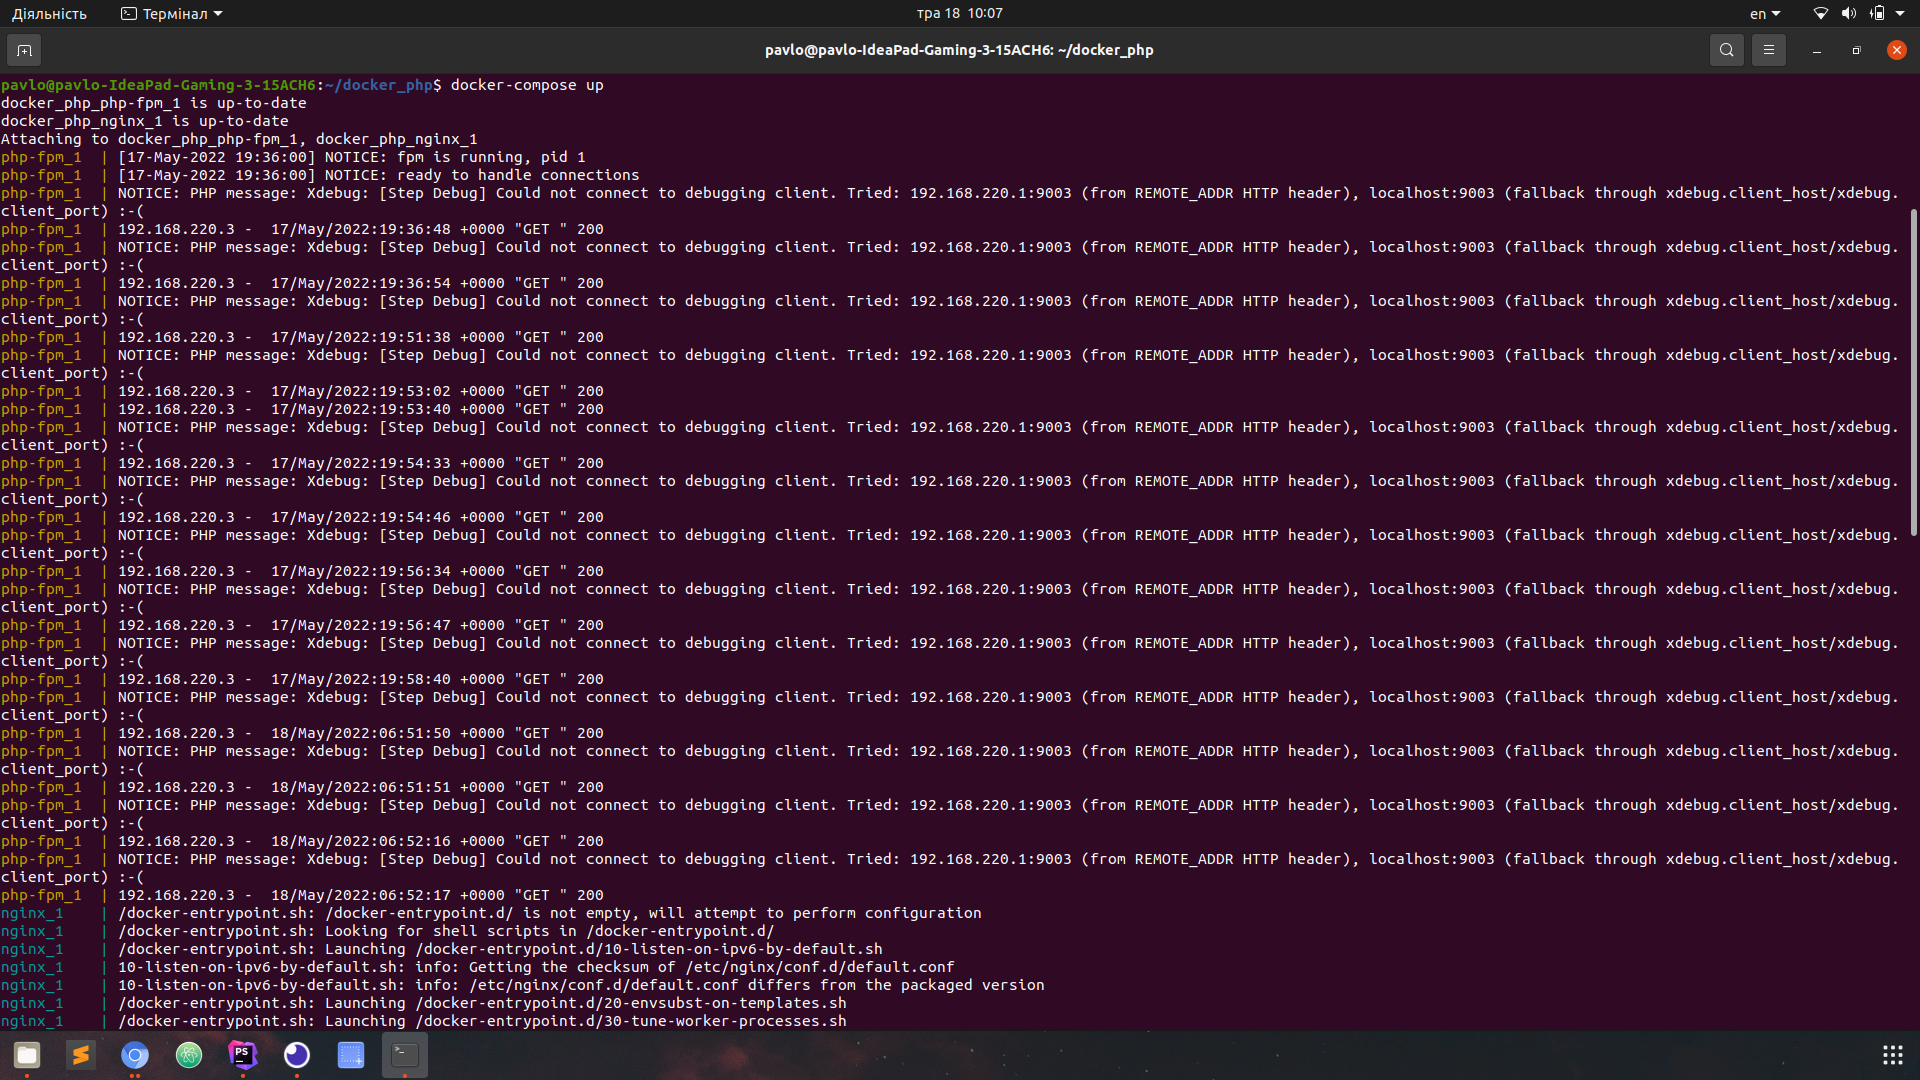 Діяльність
Термінал
тра 18  10:07
en
pavlo@pavlo-IdeaPad-Gaming-3-15ACH6: ~/docker_php
pavlo@pavlo-IdeaPad-Gaming-3-15ACH6:~/docker_php$ docker-compose up
docker_php_php-fpm_1 is up-to-date
docker_php_nginx_1 is up-to-date
Attaching to docker_php_php-fpm_1, docker_php_nginx_1
php-fpm_1  | [17-May-2022 19:36:00] NOTICE: fpm is running, pid 1
php-fpm_1  | [17-May-2022 19:36:00] NOTICE: ready to handle connections
php-fpm_1  | NOTICE: PHP message: Xdebug: [Step Debug] Could not connect to debugging client. Tried: 192.168.220.1:9003 (from REMOTE_ADDR HTTP header), localhost:9003 (fallback through xdebug.client_host/xdebug.
client_port) :-(
php-fpm_1  | 192.168.220.3 -  17/May/2022:19:36:48 +0000 "GET " 200
php-fpm_1  | NOTICE: PHP message: Xdebug: [Step Debug] Could not connect to debugging client. Tried: 192.168.220.1:9003 (from REMOTE_ADDR HTTP header), localhost:9003 (fallback through xdebug.client_host/xdebug.
client_port) :-(
php-fpm_1  | 192.168.220.3 -  17/May/2022:19:36:54 +0000 "GET " 200
php-fpm_1  | NOTICE: PHP message: Xdebug: [Step Debug] Could not connect to debugging client. Tried: 192.168.220.1:9003 (from REMOTE_ADDR HTTP header), localhost:9003 (fallback through xdebug.client_host/xdebug.
client_port) :-(
php-fpm_1  | 192.168.220.3 -  17/May/2022:19:51:38 +0000 "GET " 200
php-fpm_1  | NOTICE: PHP message: Xdebug: [Step Debug] Could not connect to debugging client. Tried: 192.168.220.1:9003 (from REMOTE_ADDR HTTP header), localhost:9003 (fallback through xdebug.client_host/xdebug.
client_port) :-(
php-fpm_1  | 192.168.220.3 -  17/May/2022:19:53:02 +0000 "GET " 200
php-fpm_1  | 192.168.220.3 -  17/May/2022:19:53:40 +0000 "GET " 200
php-fpm_1  | NOTICE: PHP message: Xdebug: [Step Debug] Could not connect to debugging client. Tried: 192.168.220.1:9003 (from REMOTE_ADDR HTTP header), localhost:9003 (fallback through xdebug.client_host/xdebug.
client_port) :-(
php-fpm_1  | 192.168.220.3 -  17/May/2022:19:54:33 +0000 "GET " 200
php-fpm_1  | NOTICE: PHP message: Xdebug: [Step Debug] Could not connect to debugging client. Tried: 192.168.220.1:9003 (from REMOTE_ADDR HTTP header), localhost:9003 (fallback through xdebug.client_host/xdebug.
client_port) :-(
php-fpm_1  | 192.168.220.3 -  17/May/2022:19:54:46 +0000 "GET " 200
php-fpm_1  | NOTICE: PHP message: Xdebug: [Step Debug] Could not connect to debugging client. Tried: 192.168.220.1:9003 (from REMOTE_ADDR HTTP header), localhost:9003 (fallback through xdebug.client_host/xdebug.
client_port) :-(
php-fpm_1  | 192.168.220.3 -  17/May/2022:19:56:34 +0000 "GET " 200
php-fpm_1  | NOTICE: PHP message: Xdebug: [Step Debug] Could not connect to debugging client. Tried: 192.168.220.1:9003 (from REMOTE_ADDR HTTP header), localhost:9003 (fallback through xdebug.client_host/xdebug.
client_port) :-(
php-fpm_1  | 192.168.220.3 -  17/May/2022:19:56:47 +0000 "GET " 200
php-fpm_1  | NOTICE: PHP message: Xdebug: [Step Debug] Could not connect to debugging client. Tried: 192.168.220.1:9003 (from REMOTE_ADDR HTTP header), localhost:9003 (fallback through xdebug.client_host/xdebug.
client_port) :-(
php-fpm_1  | 192.168.220.3 -  17/May/2022:19:58:40 +0000 "GET " 200
php-fpm_1  | NOTICE: PHP message: Xdebug: [Step Debug] Could not connect to debugging client. Tried: 192.168.220.1:9003 (from REMOTE_ADDR HTTP header), localhost:9003 (fallback through xdebug.client_host/xdebug.
client_port) :-(
php-fpm_1  | 192.168.220.3 -  18/May/2022:06:51:50 +0000 "GET " 200
php-fpm_1  | NOTICE: PHP message: Xdebug: [Step Debug] Could not connect to debugging client. Tried: 192.168.220.1:9003 (from REMOTE_ADDR HTTP header), localhost:9003 (fallback through xdebug.client_host/xdebug.
client_port) :-(
php-fpm_1  | 192.168.220.3 -  18/May/2022:06:51:51 +0000 "GET " 200
php-fpm_1  | NOTICE: PHP message: Xdebug: [Step Debug] Could not connect to debugging client. Tried: 192.168.220.1:9003 (from REMOTE_ADDR HTTP header), localhost:9003 (fallback through xdebug.client_host/xdebug.
client_port) :-(
php-fpm_1  | 192.168.220.3 -  18/May/2022:06:52:16 +0000 "GET " 200
php-fpm_1  | NOTICE: PHP message: Xdebug: [Step Debug] Could not connect to debugging client. Tried: 192.168.220.1:9003 (from REMOTE_ADDR HTTP header), localhost:9003 (fallback through xdebug.client_host/xdebug.
client_port) :-(
php-fpm_1  | 192.168.220.3 -  18/May/2022:06:52:17 +0000 "GET " 200
nginx_1    | /docker-entrypoint.sh: /docker-entrypoint.d/ is not empty, will attempt to perform configuration
nginx_1    | /docker-entrypoint.sh: Looking for shell scripts in /docker-entrypoint.d/
nginx_1    | /docker-entrypoint.sh: Launching /docker-entrypoint.d/10-listen-on-ipv6-by-default.sh
nginx_1    | 10-listen-on-ipv6-by-default.sh: info: Getting the checksum of /etc/nginx/conf.d/default.conf
nginx_1    | 10-listen-on-ipv6-by-default.sh: info: /etc/nginx/conf.d/default.conf differs from the packaged version
nginx_1    | /docker-entrypoint.sh: Launching /docker-entrypoint.d/20-envsubst-on-templates.sh
nginx_1    | /docker-entrypoint.sh: Launching /docker-entrypoint.d/30-tune-worker-processes.sh
PS